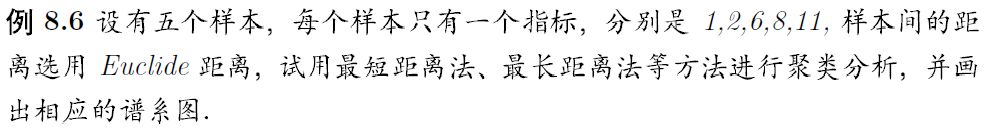 例 8.6 设有五个样本，每个样本只有一个指标，分别是 1,2,6,8,11, 样本间的距
离选用 Euclide 距离，试用最短距离法、最长距离法等方法进行聚类分析，并画
出相应的谱系图.